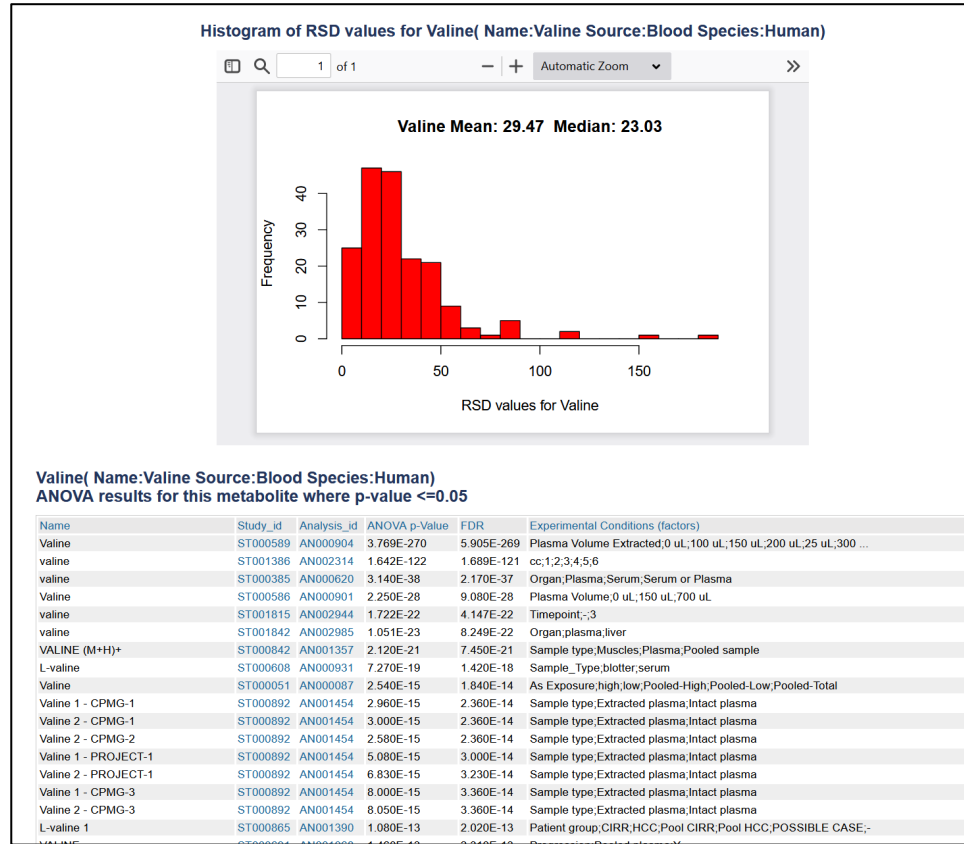 Histogram of RSD values for Valine( Name:Valine Source:Blood Species:Human)
1 of 1 Automatic Zoom
Valine Mean: 29.47 Median: 23.03
Frequency
40
30
20
10
0
0 50 100 150
RSD values for Valine
Valine( Name:Valine Source:Blood Species:Human)
ANOVA results for this metabolite where p-value <=0.05
Name Study_id Analysis_id ANOVA p-Value FDR Experimental Conditions (factors)
Valine ST000589 AN000904 3.769E-270 5.905E-269 Plasma Volume Extracted;0 uL;100 uL;150 uL;200 uL;25 uL;300 ...
valine ST001386 AN002314 1.642E-122 1.689E-121 cc;1;2;3;4;5;6
valine ST000385 AN000620 3.140E-38 2.170E-37 Organ;Plasma;Serum;Serum or Plasma
Valine ST000586 AN000901 2.250E-28 9.080E-28 Plasma Volume;0 uL;150 uL;700 uL
valine ST001815 AN002944 1.722E-22 4.147E-22 Timepoint;-;3
valine ST001842 AN002985 1.051E-23 8.249E-22 Organ;plasma;liver
VALINE (M+H)+ ST000842 AN001357 2.120E-21 7.450E-21 Sample type;Muscles;Plasma;Pooled sample
L-valine ST000608 AN000931 7.270E-19 1.420E-18 Sample_Type;blotter;serum
Valine ST000051 AN000087 2.540E-15 1.840E-14 As Exposure;high;low;Pooled-High;Pooled-Low;Pooled-Total
Valine 1 - CPMG-1 ST000892 AN001454 2.960E-15 2.360E-14 Sample type;Extracted plasma;Intact plasma
Valine 2 - CPMG-1 ST000892 AN001454 3.000E-15 2.360E-14 Sample type;Extracted plasma;Intact plasma
Valine 2 - CPMG-2 ST000892 AN001454 2.580E-15 2.360E-14 Sample type;Extracted plasma;Intact plasma
Valine 1 - PROJECT-1 ST000892 AN001454 5.080E-15 3.000E-14 Sample type;Extracted plasma;Intact plasma
Valine 2 - PROJECT-1 ST000892 AN001454 6.830E-15 3.230E-14 Sample type;Extracted plasma;Intact plasma
Valine 1 - CPMG-3 ST000892 AN001454 8.000E-15 3.360E-14 Sample type;Extracted plasma;Intact plasma
Valine 2 - CPMG-3 ST000892 AN001454 8.050E-15 3.360E-14 Sample type;Extracted plasma;Intact plasma
L-valine 1 ST000865 AN001390 1.080E-13 2.020E-13 Patient group;CIRR;HCC;Pool CIRR;Pool HCC;POSSIBLE CASE;-